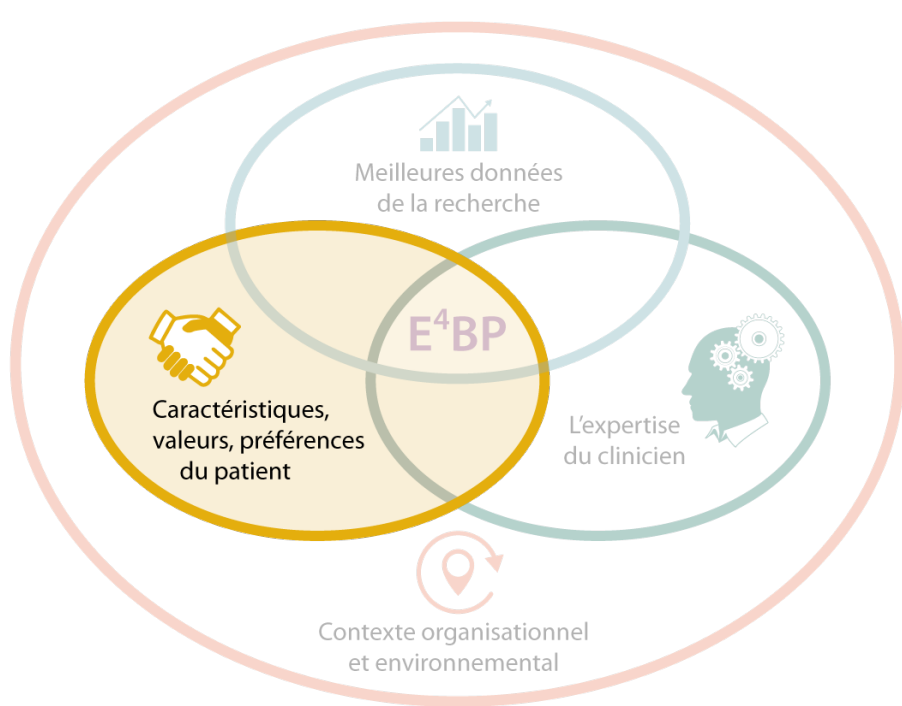 Meilleures données
de la recherche
E⁴BP
Caractéristiques,
valeurs, préférences
du patient
L’expertise
du clinicien
Contexte organisationnel
et environnemental